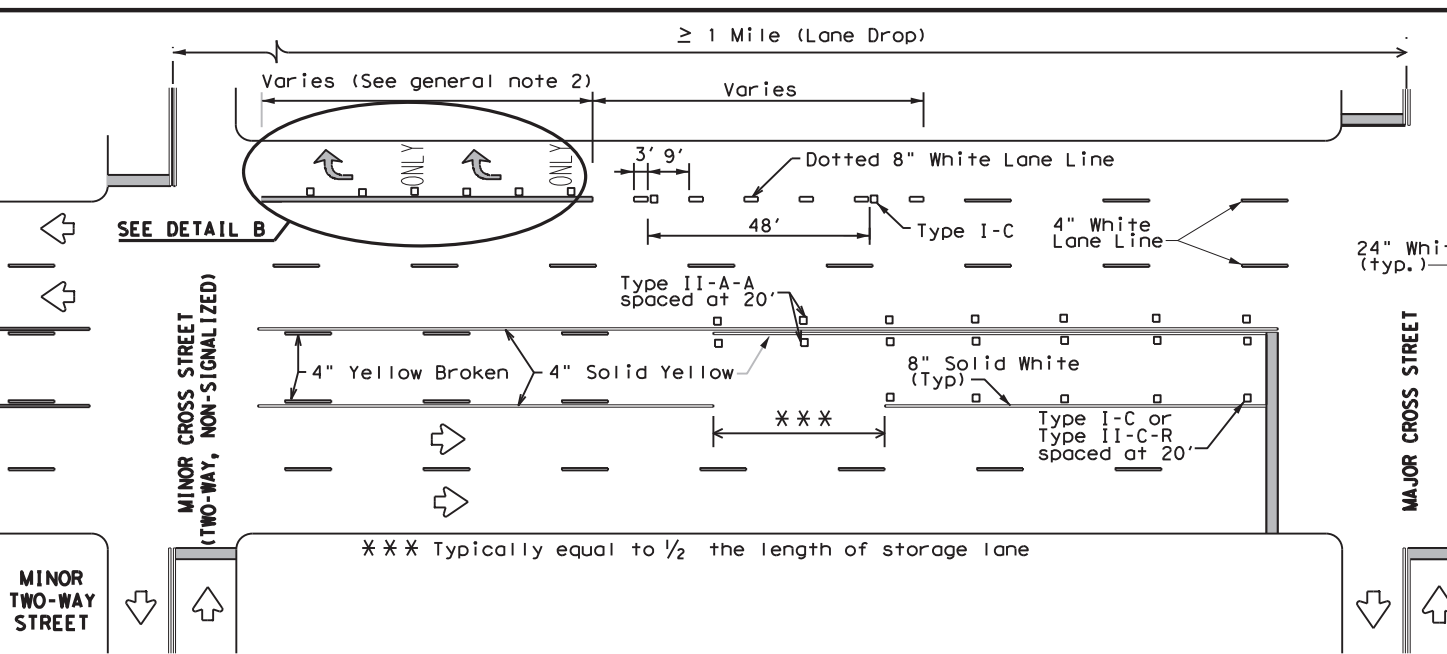 ≥ 1 Mile (Lane Drop)
Varies (See general note 2)
Varies
ONLY
ONLY
3' 9'
Dotted 8" White Lane Line
SEE DETAIL B
48'
Type I-C
4" White
Lane Line
24" Whi
(typ.)
Type II-A-A
spaced at 20'
MINOR CROSS STREET
(TWO-WAY, NON-SIGNALIZED)
4" Yellow Broken
4" Solid Yellow
8" Solid White
(Typ)
MAJOR CROSS STREET
***
Type I-C or
Type II-C-R
spaced at 20'
*** Typically equal to ½ the length of storage lane
MINOR
TWO-WAY
STREET